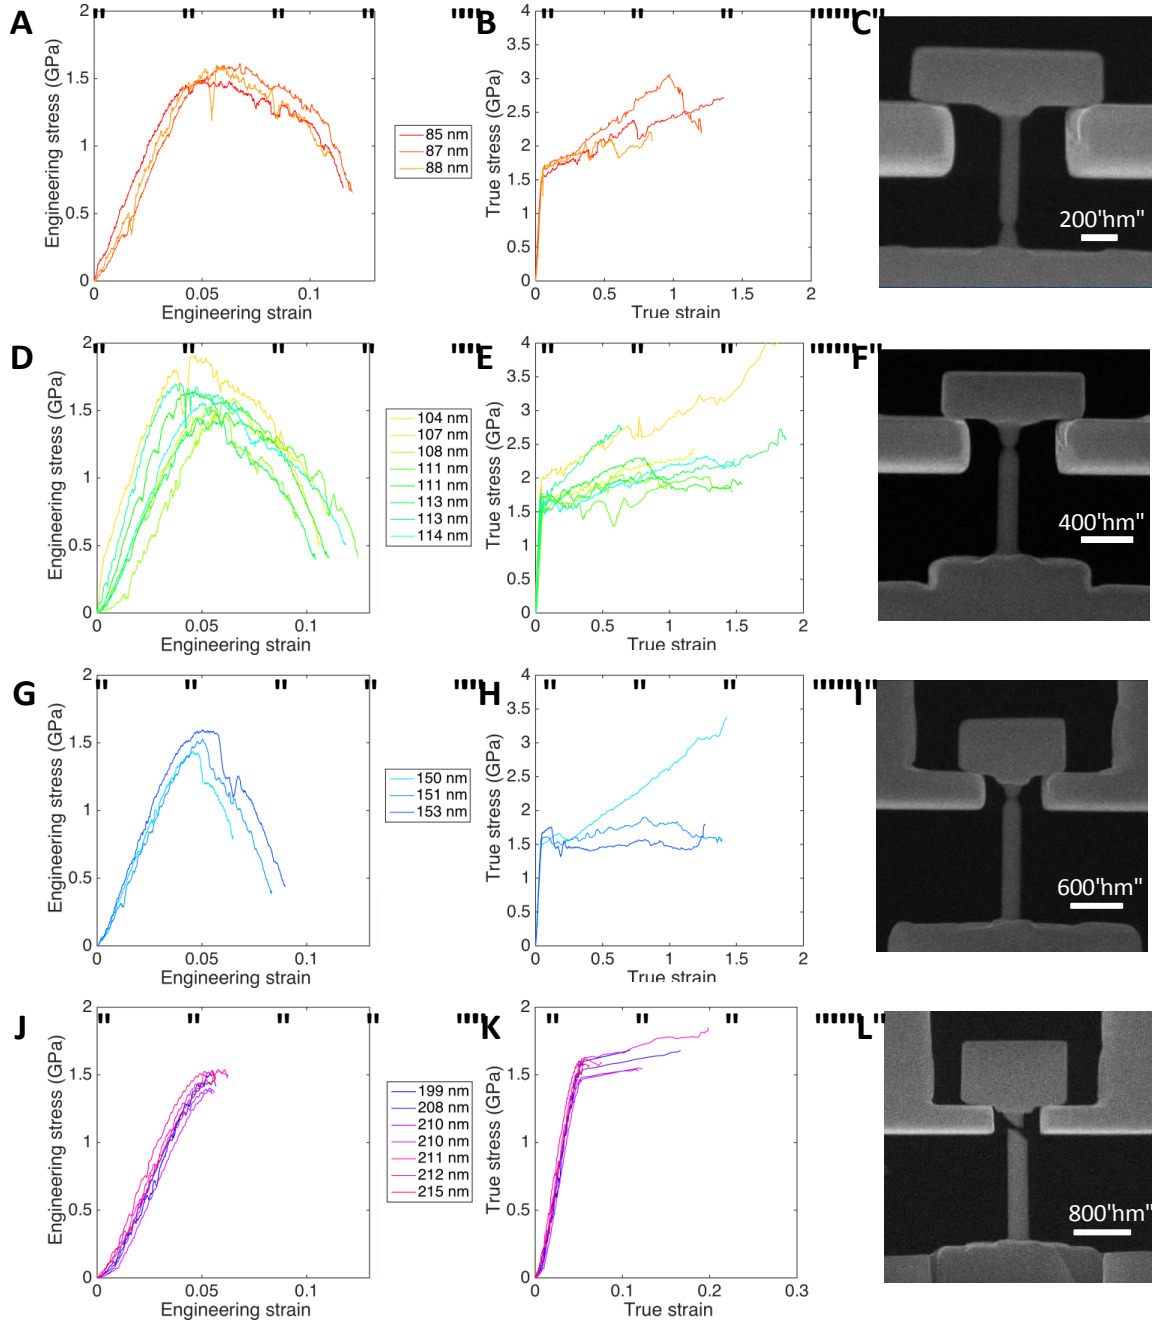 A
" " " " ""
B
" " " """""
C"
2
1.5
1
0.5
0
Engineering stress (GPa)
0 0.05 0.1
Engineering strain
85 nm
87 nm
88 nm
4
3.5
3
2.5
2
1.5
1
0.5
0
True stress (GPa)
0 0.5 1 1.5 2
True strain
200"hm"
D
" " " " ""
E
" " " """""
F"
2
1.5
1
0.5
0
Engineering stress (GPa)
0 0.05 0.1
Engineering strain
104 nm
107 nm
108 nm
111 nm
111 nm
113 nm
113 nm
114 nm
4
3.5
3
2.5
2
1.5
1
0.5
0
True stress (GPa)
0 0.5 1 1.5 2
True strain
400"hm"
G
" " " " ""
H
" " " """""
I"
2
1.5
1
0.5
0
Engineering stress (GPa)
0 0.05 0.1
Engineering strain
150 nm
151 nm
153 nm
4
3.5
3
2.5
2
1.5
1
0.5
0
True stress (GPa)
0 0.5 1 1.5 2
True strain
600"hm"
J
" " " " ""
K
" " " """""
L"
2
1.5
1
0.5
0
Engineering stress (GPa)
0 0.05 0.1
Engineering strain
199 nm
208 nm
210 nm
210 nm
211 nm
212 nm
215 nm
2
1.5
1
0.5
0
True stress (GPa)
0 0.1 0.2 0.3
True strain
800"hm"